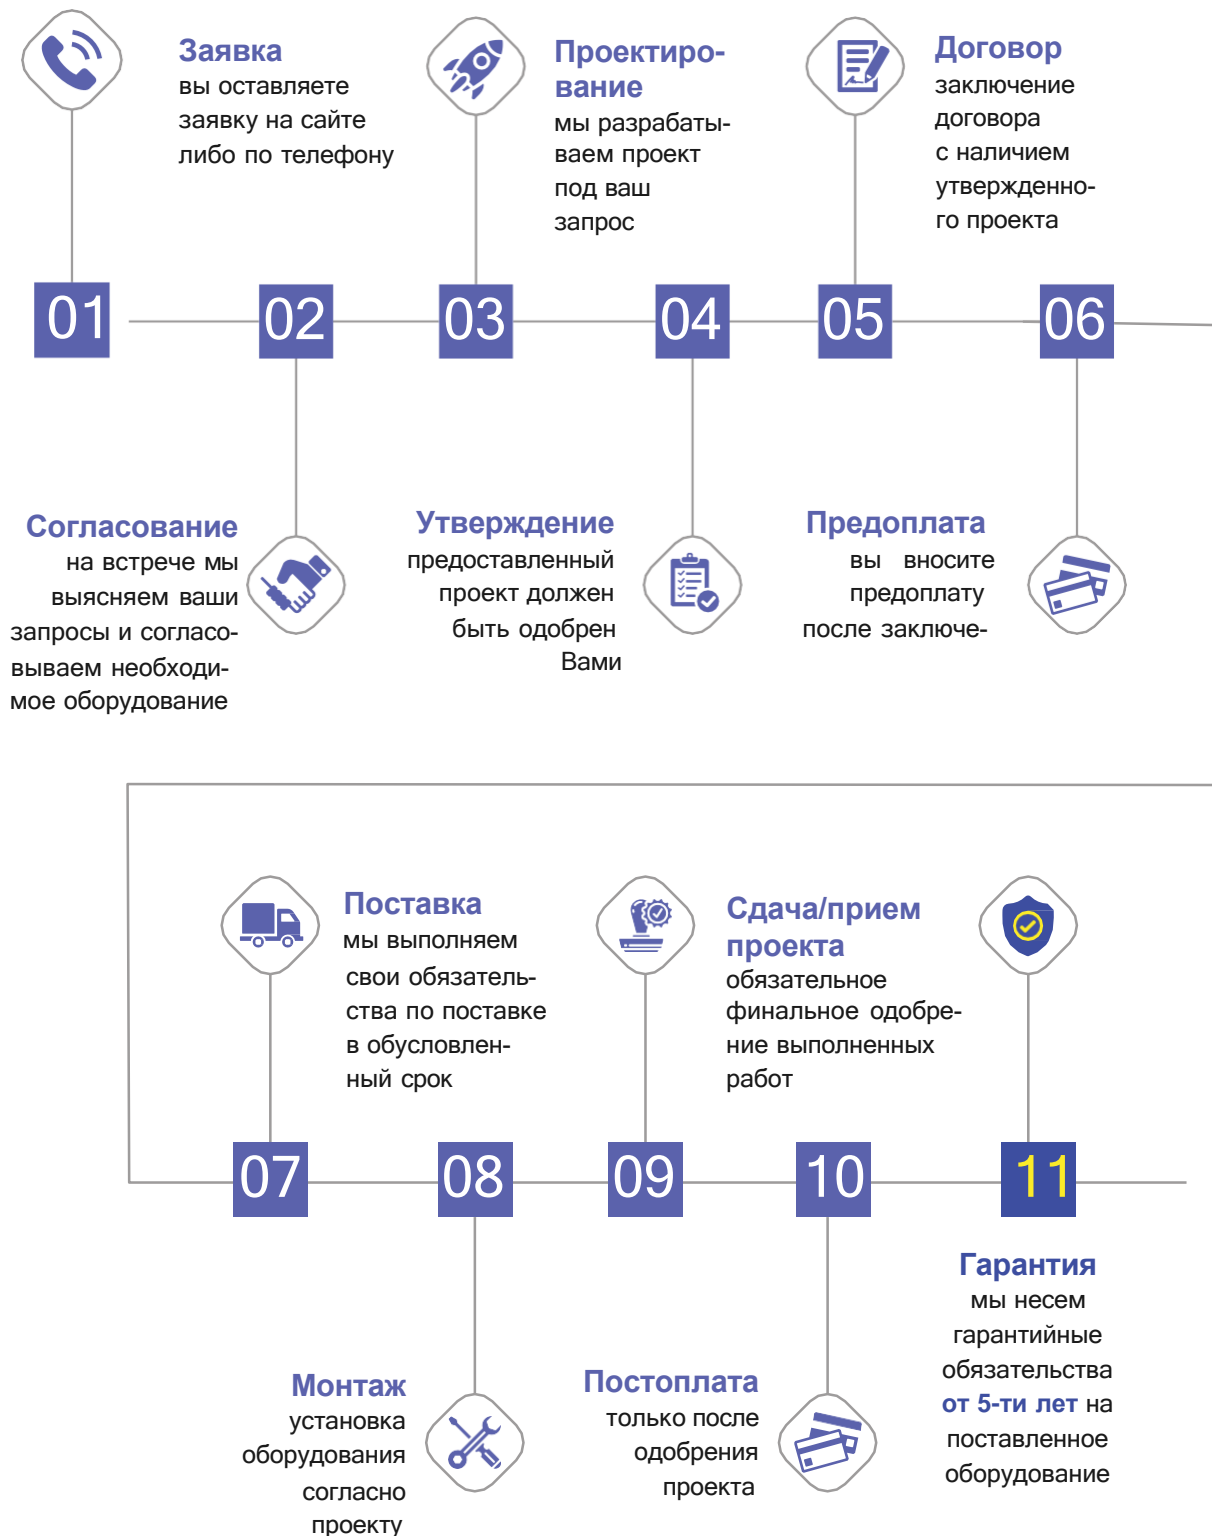 Заявка
вы оставляете
заявку на сайте
либо по телефону
Проектиро-
вание
мы разрабаты-
ваем проект
под ваш
запрос
Договор
заключение
договора
с наличием
утвержденно-
го проекта
01
02
03
04
05
06
Согласование
на встрече мы
выясняем ваши
запросы и согласо-
вываем необходи-
мое оборудование
Утверждение
предоставленный
проект должен
быть одобрен
Вами
Предоплата
вы вносите
предоплату
после заключе-
Поставка
мы выполняем
свои обязатель-
ства по поставке
в обусловлен-
ный срок
Сдача/прием
проекта
обязательное
финальное одобре-
ние выполненных
работ
07
08
09
10
11
Монтаж
установка
оборудования
согласно
проекту
Постоплата
только после
одобрения
проекта
Гарантия
мы несем
гарантийные
обязательства
от 5-ти лет на
поставленное
оборудование